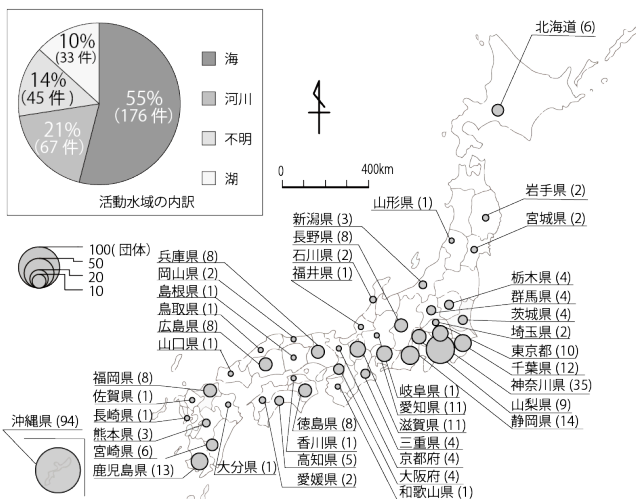 北海道 (6)
10%
(33 件)
14%
(45 件)
55%
(176 件)
21%
(67 件)
海
河川
不明
湖
活動水域の内訳
0 400km
100(団体)
50
20
10
岩手県 (2)
山形県 (1)
宮城県 (2)
新潟県 (3)
長野県 (8)
石川県 (2)
福井県 (1)
兵庫県 (8)
岡山県 (2)
島根県 (1)
鳥取県 (1)
広島県 (8)
山口県 (1)
栃木県 (4)
群馬県 (4)
茨城県 (4)
埼玉県 (2)
東京都 (10)
千葉県 (12)
神奈川県 (35)
山梨県 (9)
静岡県 (14)
福岡県 (8)
佐賀県 (1)
長崎県 (1)
熊本県 (3)
宮崎県 (6)
鹿児島県 (13)
沖縄県 (94)
大分県 (1)
徳島県 (8)
香川県 (1)
高知県 (5)
愛媛県 (2)
岐阜県 (1)
愛知県 (11)
滋賀県 (11)
三重県 (4)
京都府 (4)
大阪府 (4)
和歌山県 (1)